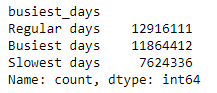 busiest_days
Regular days    12916111
Busiest days    11864412
Slowest days     7624336
Name: count, dtype: int64